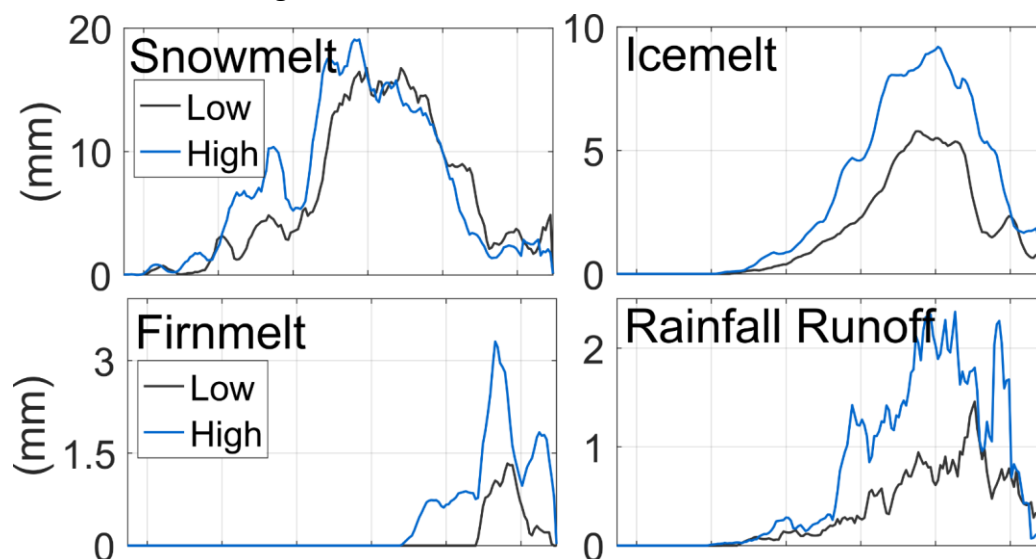 20
Snowmelt
Low
High
10
0
(mm)
10
Icemelt
5
0
Firnmelt
3
Low
High
1.5
0
(mm)
Rainfall Runoff
2
1
0